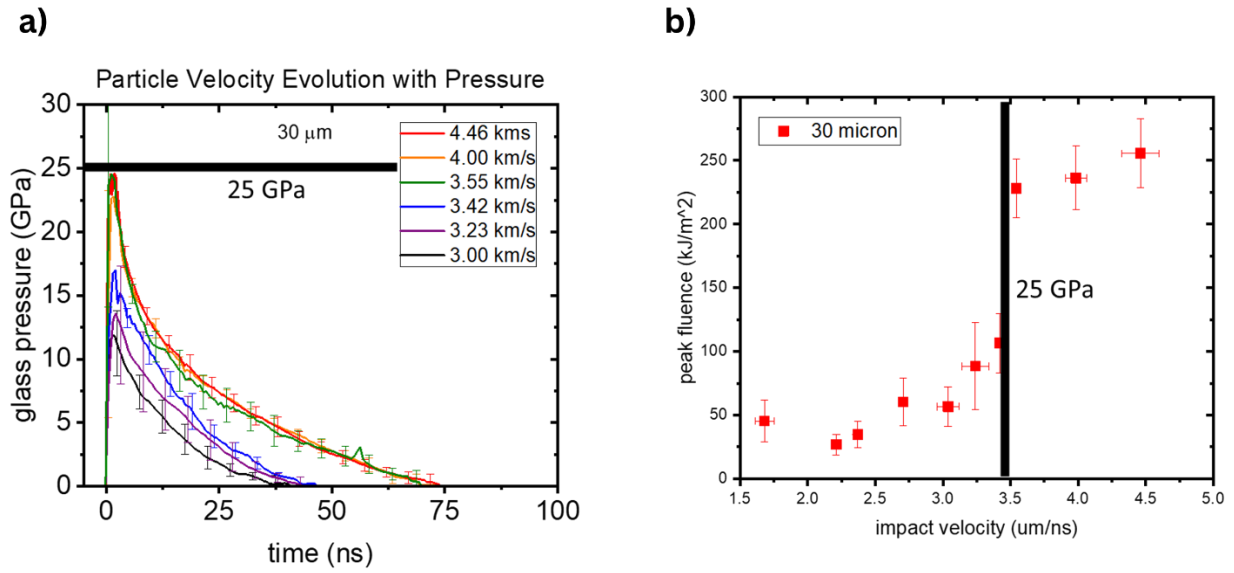 a)
Particle Velocity Evolution with Pressure
30
25
20
15
10
5
0
glass pressure (GPa)
30 μm
25 GPa
4.46 kms
4.00 km/s
3.55 km/s
3.42 km/s
3.23 km/s
3.00 km/s
0 25 50 75 100
time (ns)
b)
300
250
200
150
100
50
0
peak fluence (kJ/m^2)
30 micron
25 GPa
1.5 2.0 2.5 3.0 3.5 4.0 4.5 5.0
impact velocity (um/ns)